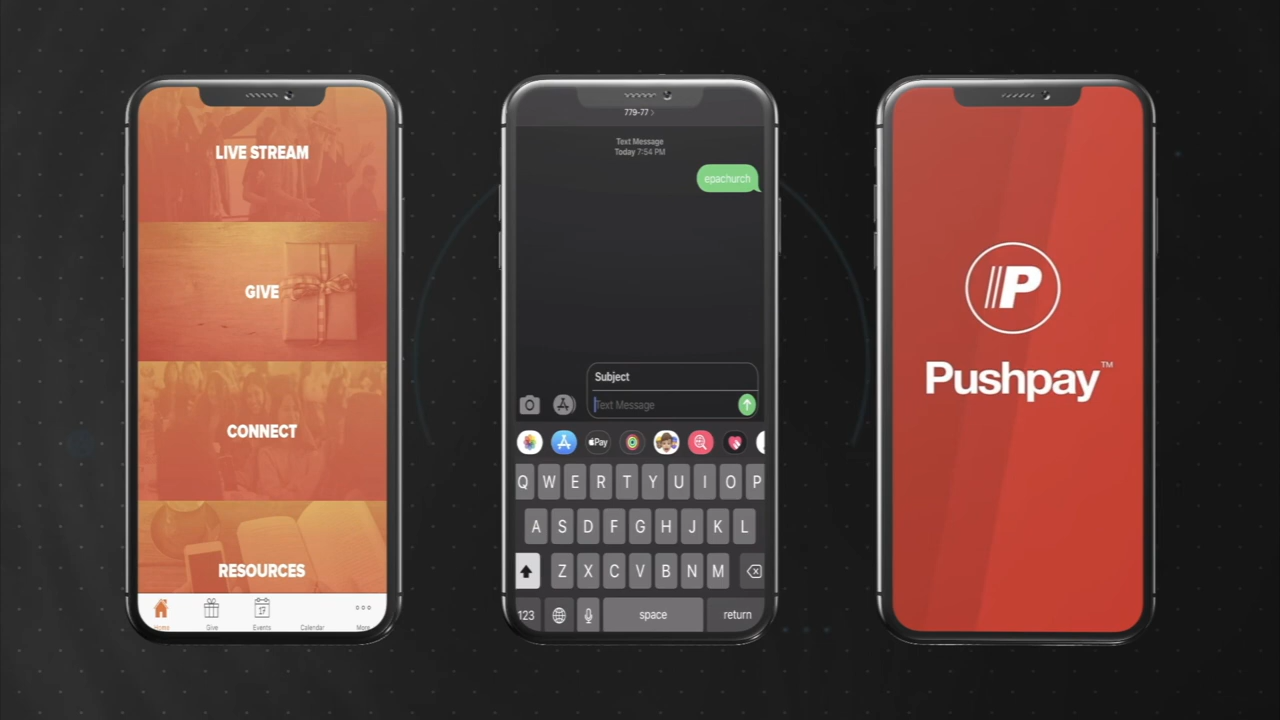 LIVE STREAM
GIVE
CONNECT
RESOURCES
Home Give Events Calendar More
779-77 >
Text Message
Today 7:54 PM
epachurch
Subject
Text Message
Pay
Q W E R T Y U I O P
A S D F G H J K L
Z X C V B N M
123 space return
P
Pushpay™